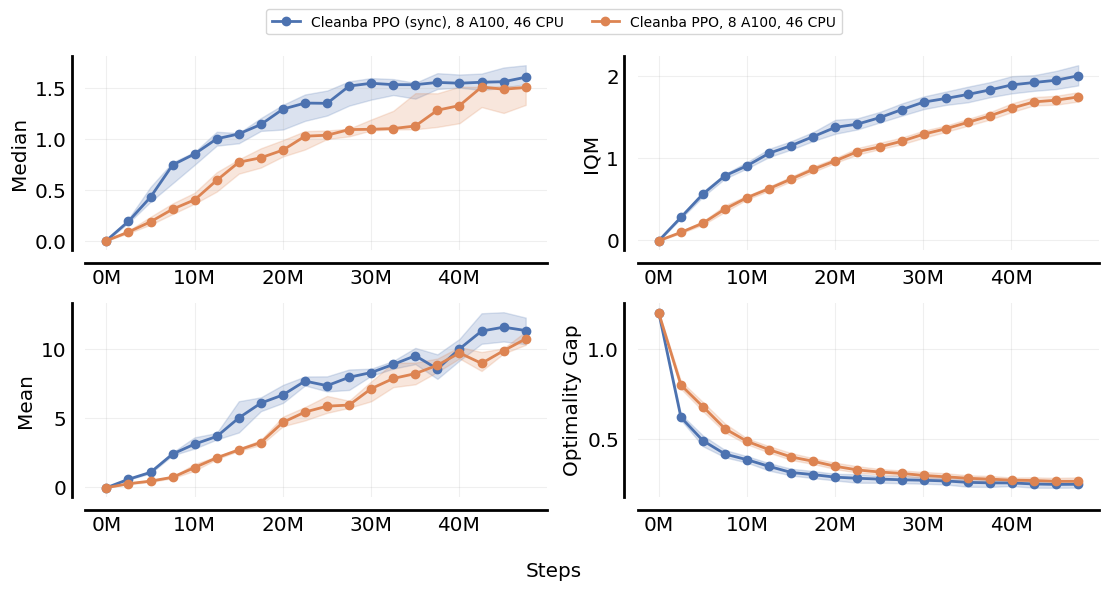 Cleanba PPO (sync), 8 A100, 46 CPU
Cleanba PPO, 8 A100, 46 CPU
Median
1.5
1.0
0.5
0.0
0M 10M 20M 30M 40M
IQM
2
1
0
0M 10M 20M 30M 40M
Mean
10
5
0
0M 10M 20M 30M 40M
Optimality Gap
1.0
0.5
0M 10M 20M 30M 40M
Steps